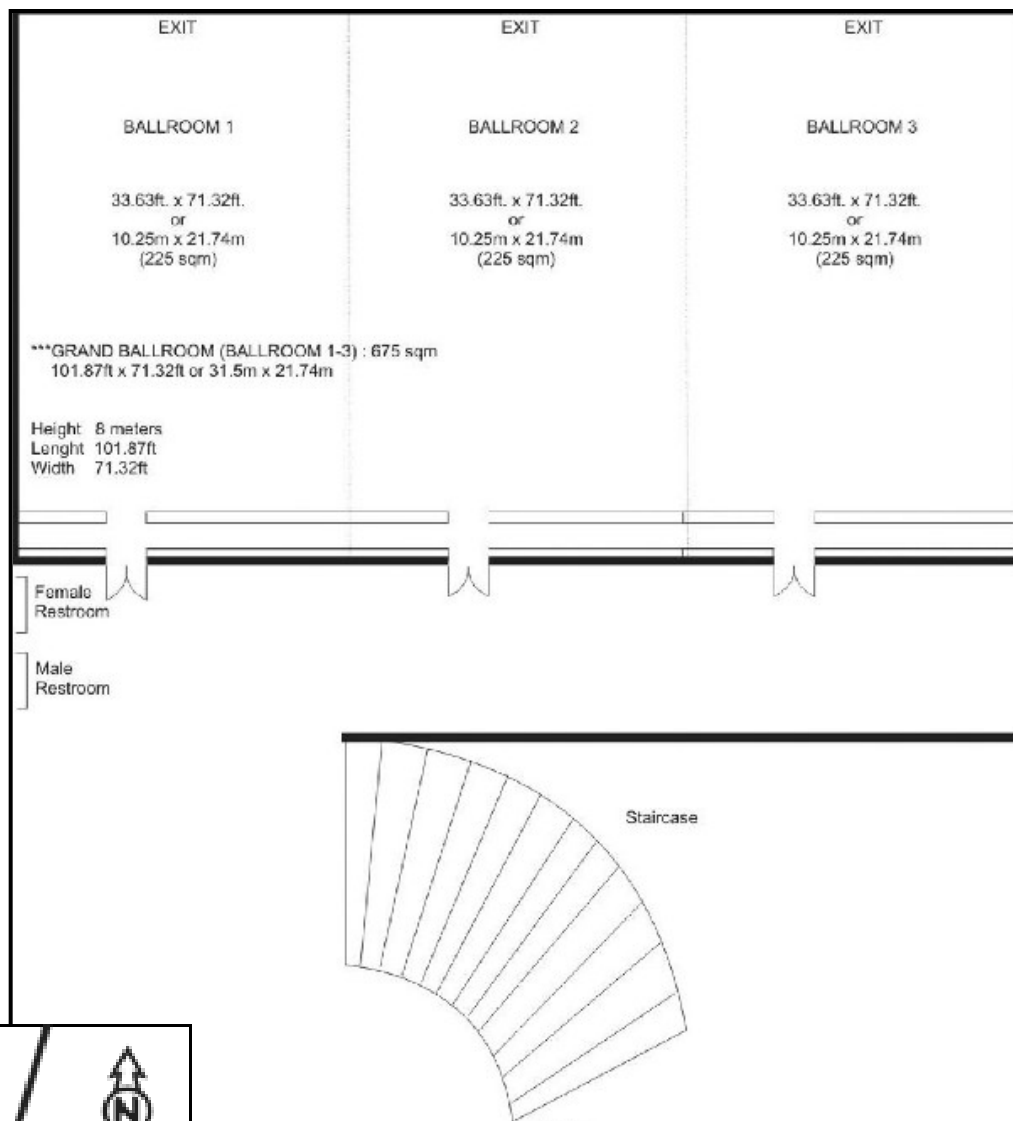 EXIT
EXIT
EXIT
BALLROOM 1
BALLROOM 2
BALLROOM 3
33.63ft. x 71.32ft.
or
10.25m x 21.74m
(225 sqm)
33.63ft. x 71.32ft.
or
10.25m x 21.74m
(225 sqm)
33.63ft. x 71.32ft.
or
10.25m x 21.74m
(225 sqm)
***GRAND BALLROOM (BALLROOM 1-3) : 675 sqm
101.87ft x 71.32ft or 31.5m x 21.74m
Height 8 meters
Lenght 101.87ft
Width 71.32ft
Female
Restroom
Male
Restroom
Staircase
N